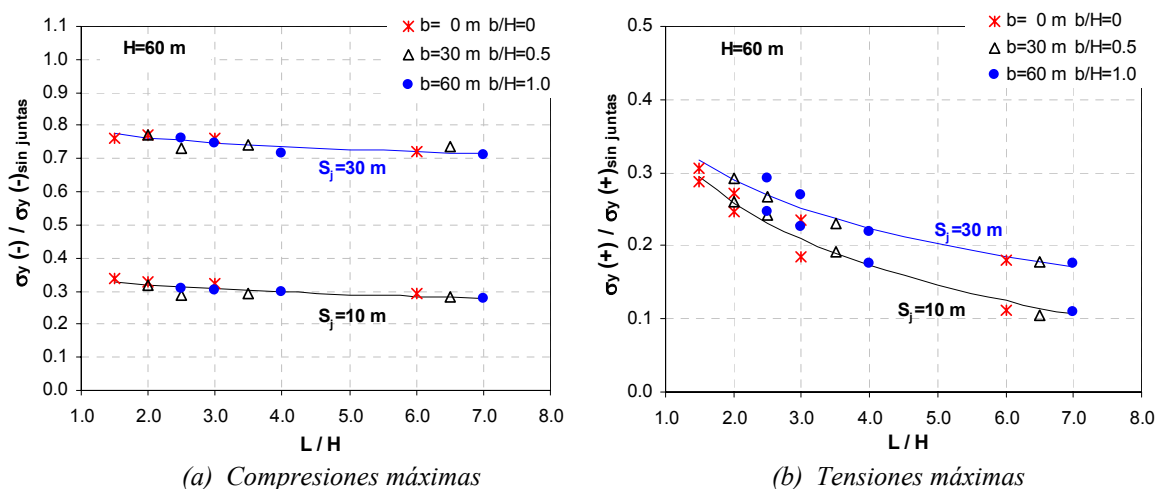 H=60 m
b= 0 m b/H=0
b=30 m b/H=0.5
b=60 m b/H=1.0
σy (-) / σy (-)sin juntas
1.1
1.0
0.9
0.8
0.7
0.6
0.5
0.4
0.3
0.2
0.1
0.0
Sj=30 m
Sj=10 m
1.0 2.0 3.0 4.0 5.0 6.0 7.0 8.0
L / H
(a) Compresiones máximas
H=60 m
b= 0 m b/H=0
b=30 m b/H=0.5
b=60 m b/H=1.0
σy (+) / σy (+)sin juntas
0.5
0.4
0.3
0.2
0.1
0.0
Sj=30 m
Sj=10 m
1.0 2.0 3.0 4.0 5.0 6.0 7.0 8.0
L / H
(b) Tensiones máximas